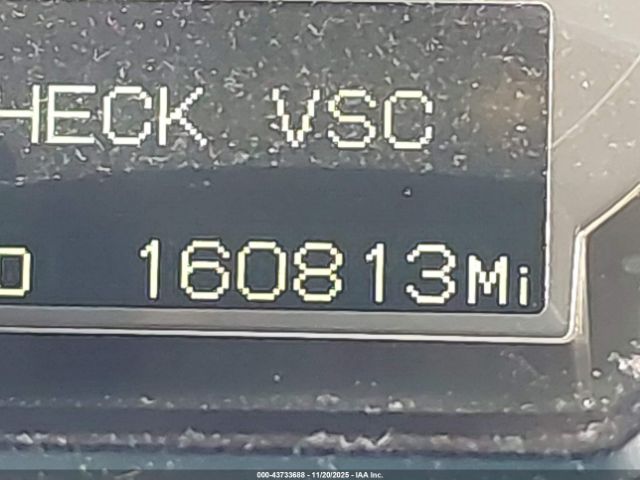 HECK VSC
160813Mi
000-43733688 - 11/20/2025 - IAA Inc.